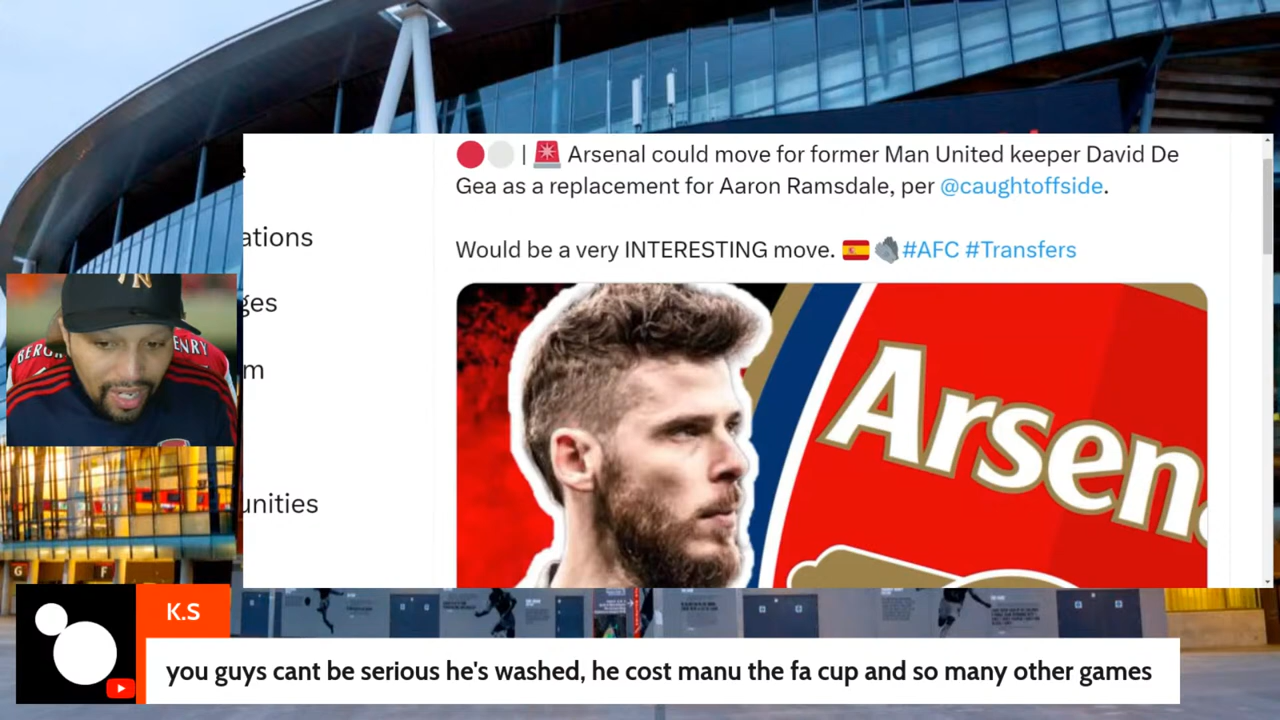 🔴⚪ | 🚨 Arsenal could move for former Man United keeper David De
Gea as a replacement for Aaron Ramsdale, per @caughtoffside.
ations
Would be a very INTERESTING move. 🇪🇸🧤#AFC #Transfers
ges
m
unities
Arsen
HENRY
G F
K.S
you guys cant be serious he's washed, he cost manu the fa cup and so many other games